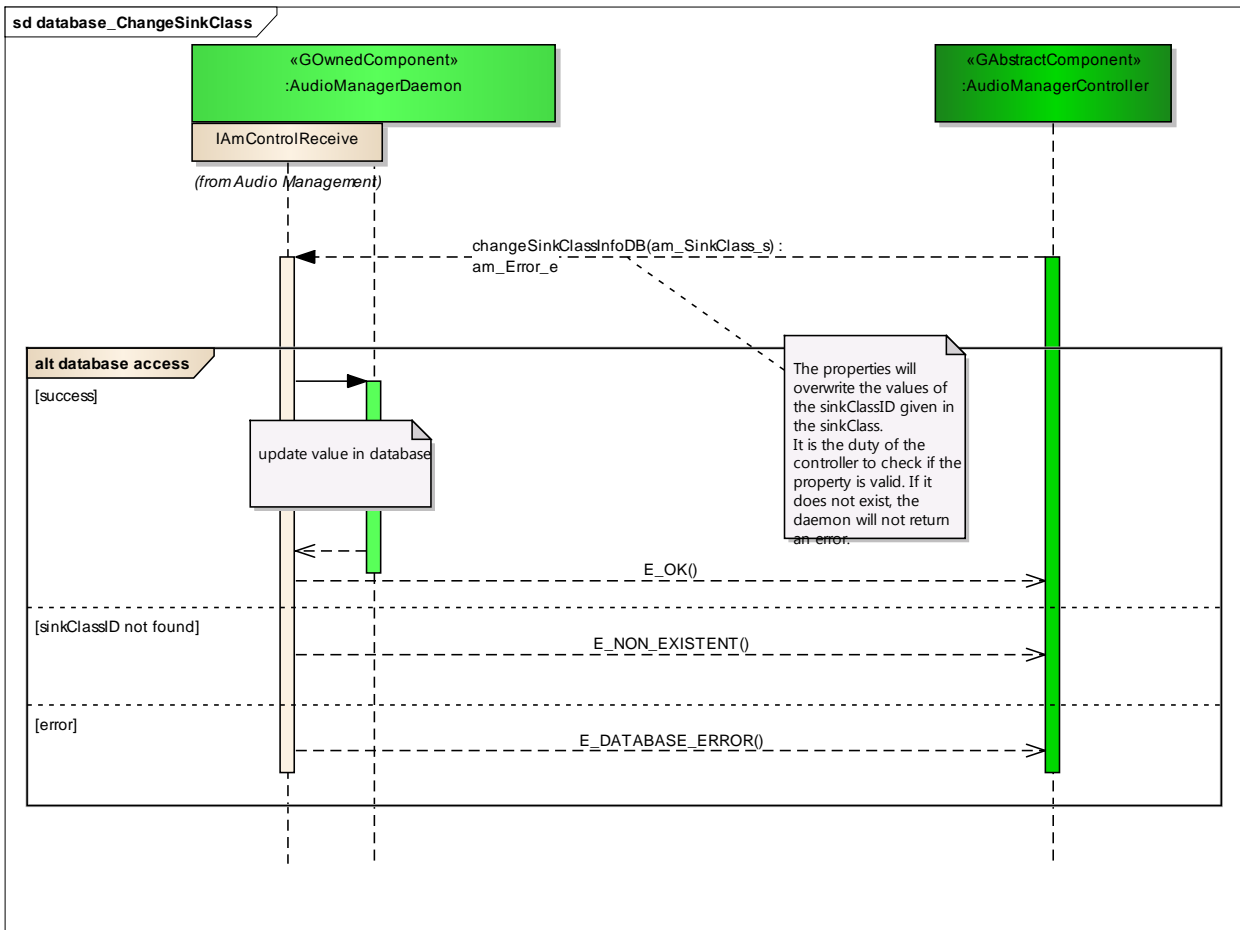 sd database_ChangeSinkClass
«GOwnedComponent»
:AudioManagerDaemon
«GAbstractComponent»
:AudioManagerController
IAmControlReceive
(from Audio Management)
changeSinkClassInfoDB(am_SinkClass_s) :
am_Error_e
alt database access
[success]
The properties will
overwrite the values of
the sinkClassID given in
the sinkClass.
It is the duty of the
controller to check if the
property is valid. If it
does not exist, the
daemon will not return
an error.
update value in database
E_OK()
[sinkClassID not found]
E_NON_EXISTENT()
[error]
E_DATABASE_ERROR()